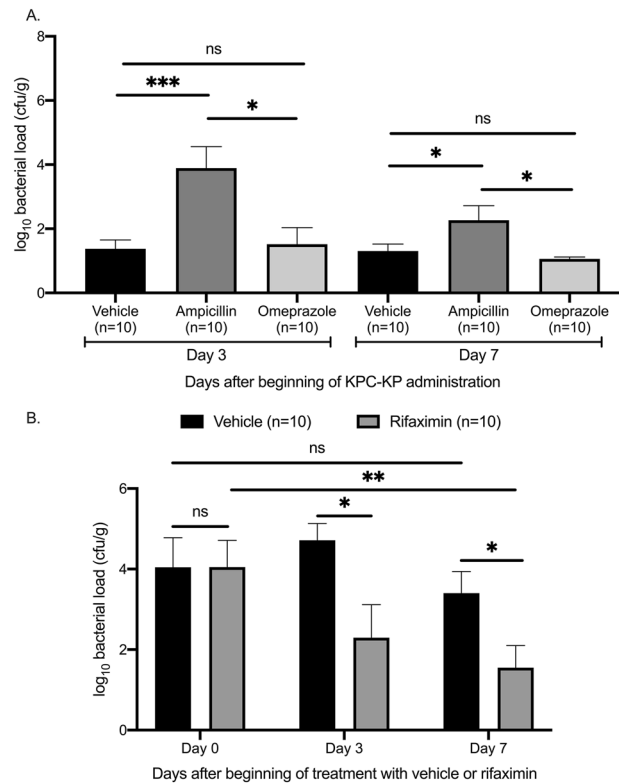 A.
log10 bacterial load (cfu/g)
8
6
4
2
0
ns
***
*
ns
*
*
Vehicle Ampicillin Omeprazole Vehicle Ampicillin Omeprazole
(n=10) (n=10) (n=10) (n=10) (n=10) (n=10)
Day 3 Day 7
Days after beginning of KPC-KP administration
B.
Vehicle (n=10) Rifaximin (n=10)
log10 bacterial load (cfu/g)
6
4
2
0
ns
**
ns
*
*
Day 0 Day 3 Day 7
Days after beginning of treatment with vehicle or rifaximin